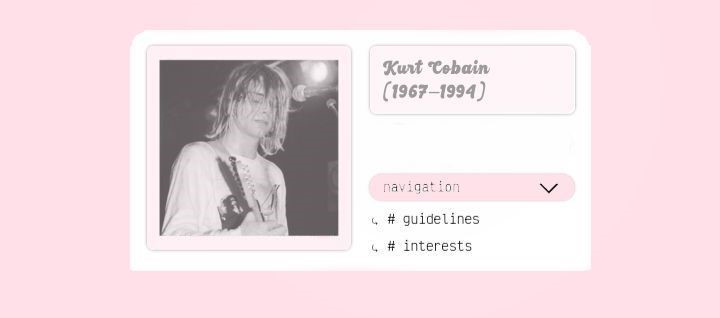 Kurt Cobain
(1967–1994)
navigation
# guidelines
# interests